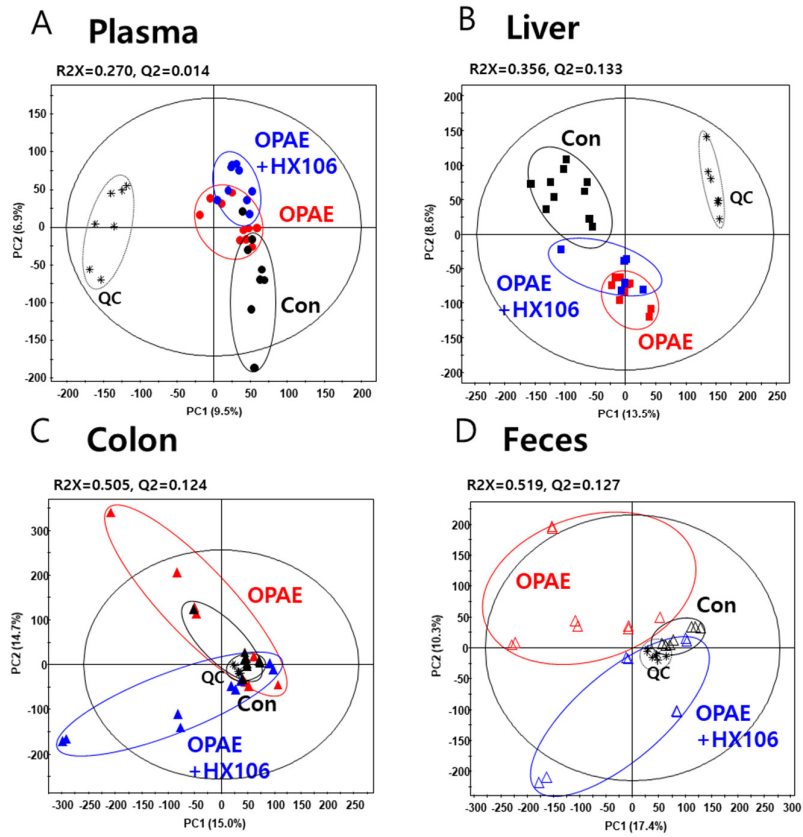 A Plasma
R2X=0.270, Q2=0.014
150
100
50
0
-50
-100
-150
-200
PC2 (6.9%)
OPAE
+HX106
OPAE
QC
Con
-200 -150 -100 -50 0 50 100 150 200
PC1 (9.5%)
B Liver
R2X=0.356, Q2=0.133
200
150
100
50
0
-50
-100
-150
-200
PC2 (8.6%)
Con
QC
OPAE
+HX106
OPAE
-250 -200 -150 -100 -50 0 50 100 150 200 250
PC1 (13.5%)
C Colon
R2X=0.505, Q2=0.124
300
200
100
0
-100
-200
PC2 (14.7%)
OPAE
QC
Con
OPAE
+HX106
-300 -250 -200 -150 -100 -50 0 50 100 150 200 250
PC1 (15.0%)
D Feces
R2X=0.519, Q2=0.127
200
150
100
50
0
-50
-100
-150
-200
-250
PC2 (10.3%)
OPAE
Con
QC
OPAE
+HX106
-300 -200 -100 0 100 200 300
PC1 (17.4%)